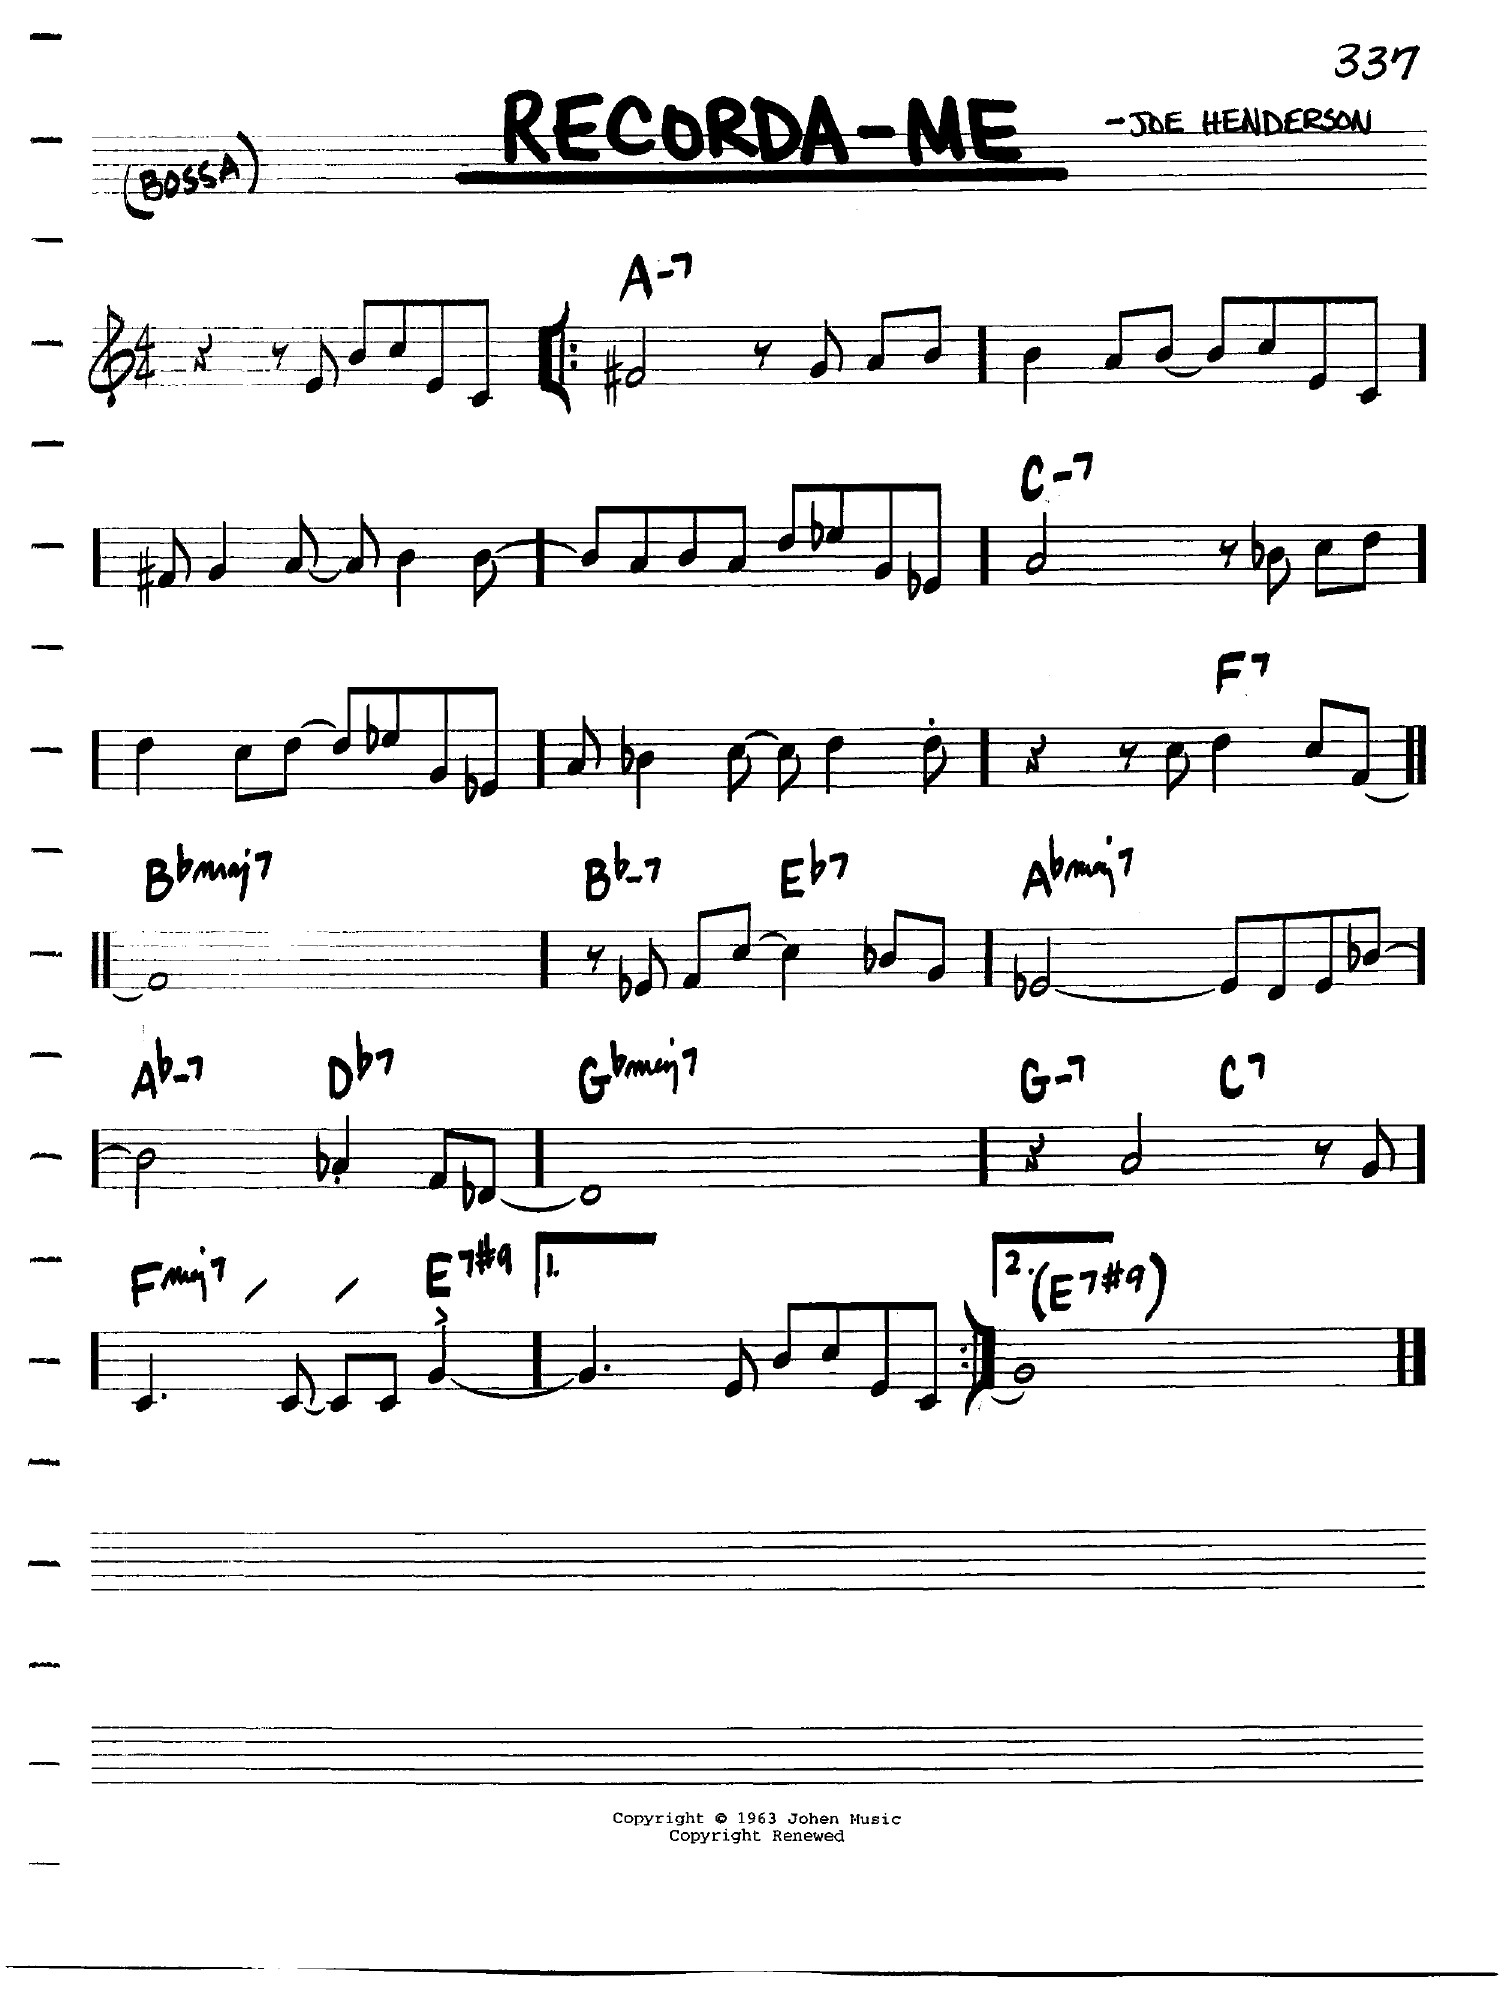 337
RECORDA-ME
-JOE HENDERSON
(BOSSA)
A-7
C-7
F7
B♭maj7 B♭-7 E♭7 A♭maj7
A♭-7 D♭7 G♭maj7 G-7 C7
Fmaj7 / / E7#9 1. 2. (E7#9)
Copyright © 1963 Johen Music
Copyright Renewed